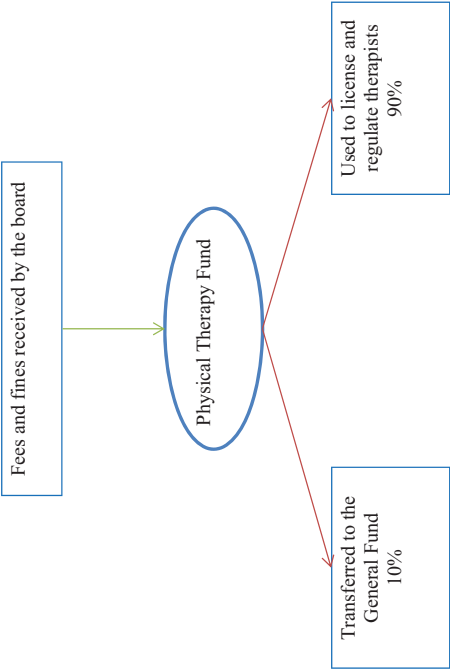 Fees and fines received by the board
Physical Therapy Fund
Transferred to the
General Fund
10%
Used to license and
regulate therapists
90%